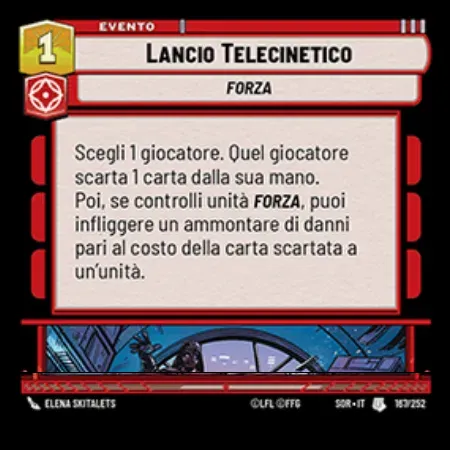 EVENTO
1
LANCIO TELECINETICO
FORZA
Scegli 1 giocatore. Quel giocatore
scarta 1 carta dalla sua mano.
Poi, se controlli unità FORZA, puoi
infliggere un ammontare di danni
pari al costo della carta scartata a
un'unità.
ELENA SKITALETS
©LFL ©FFG
SOR • IT
167/252